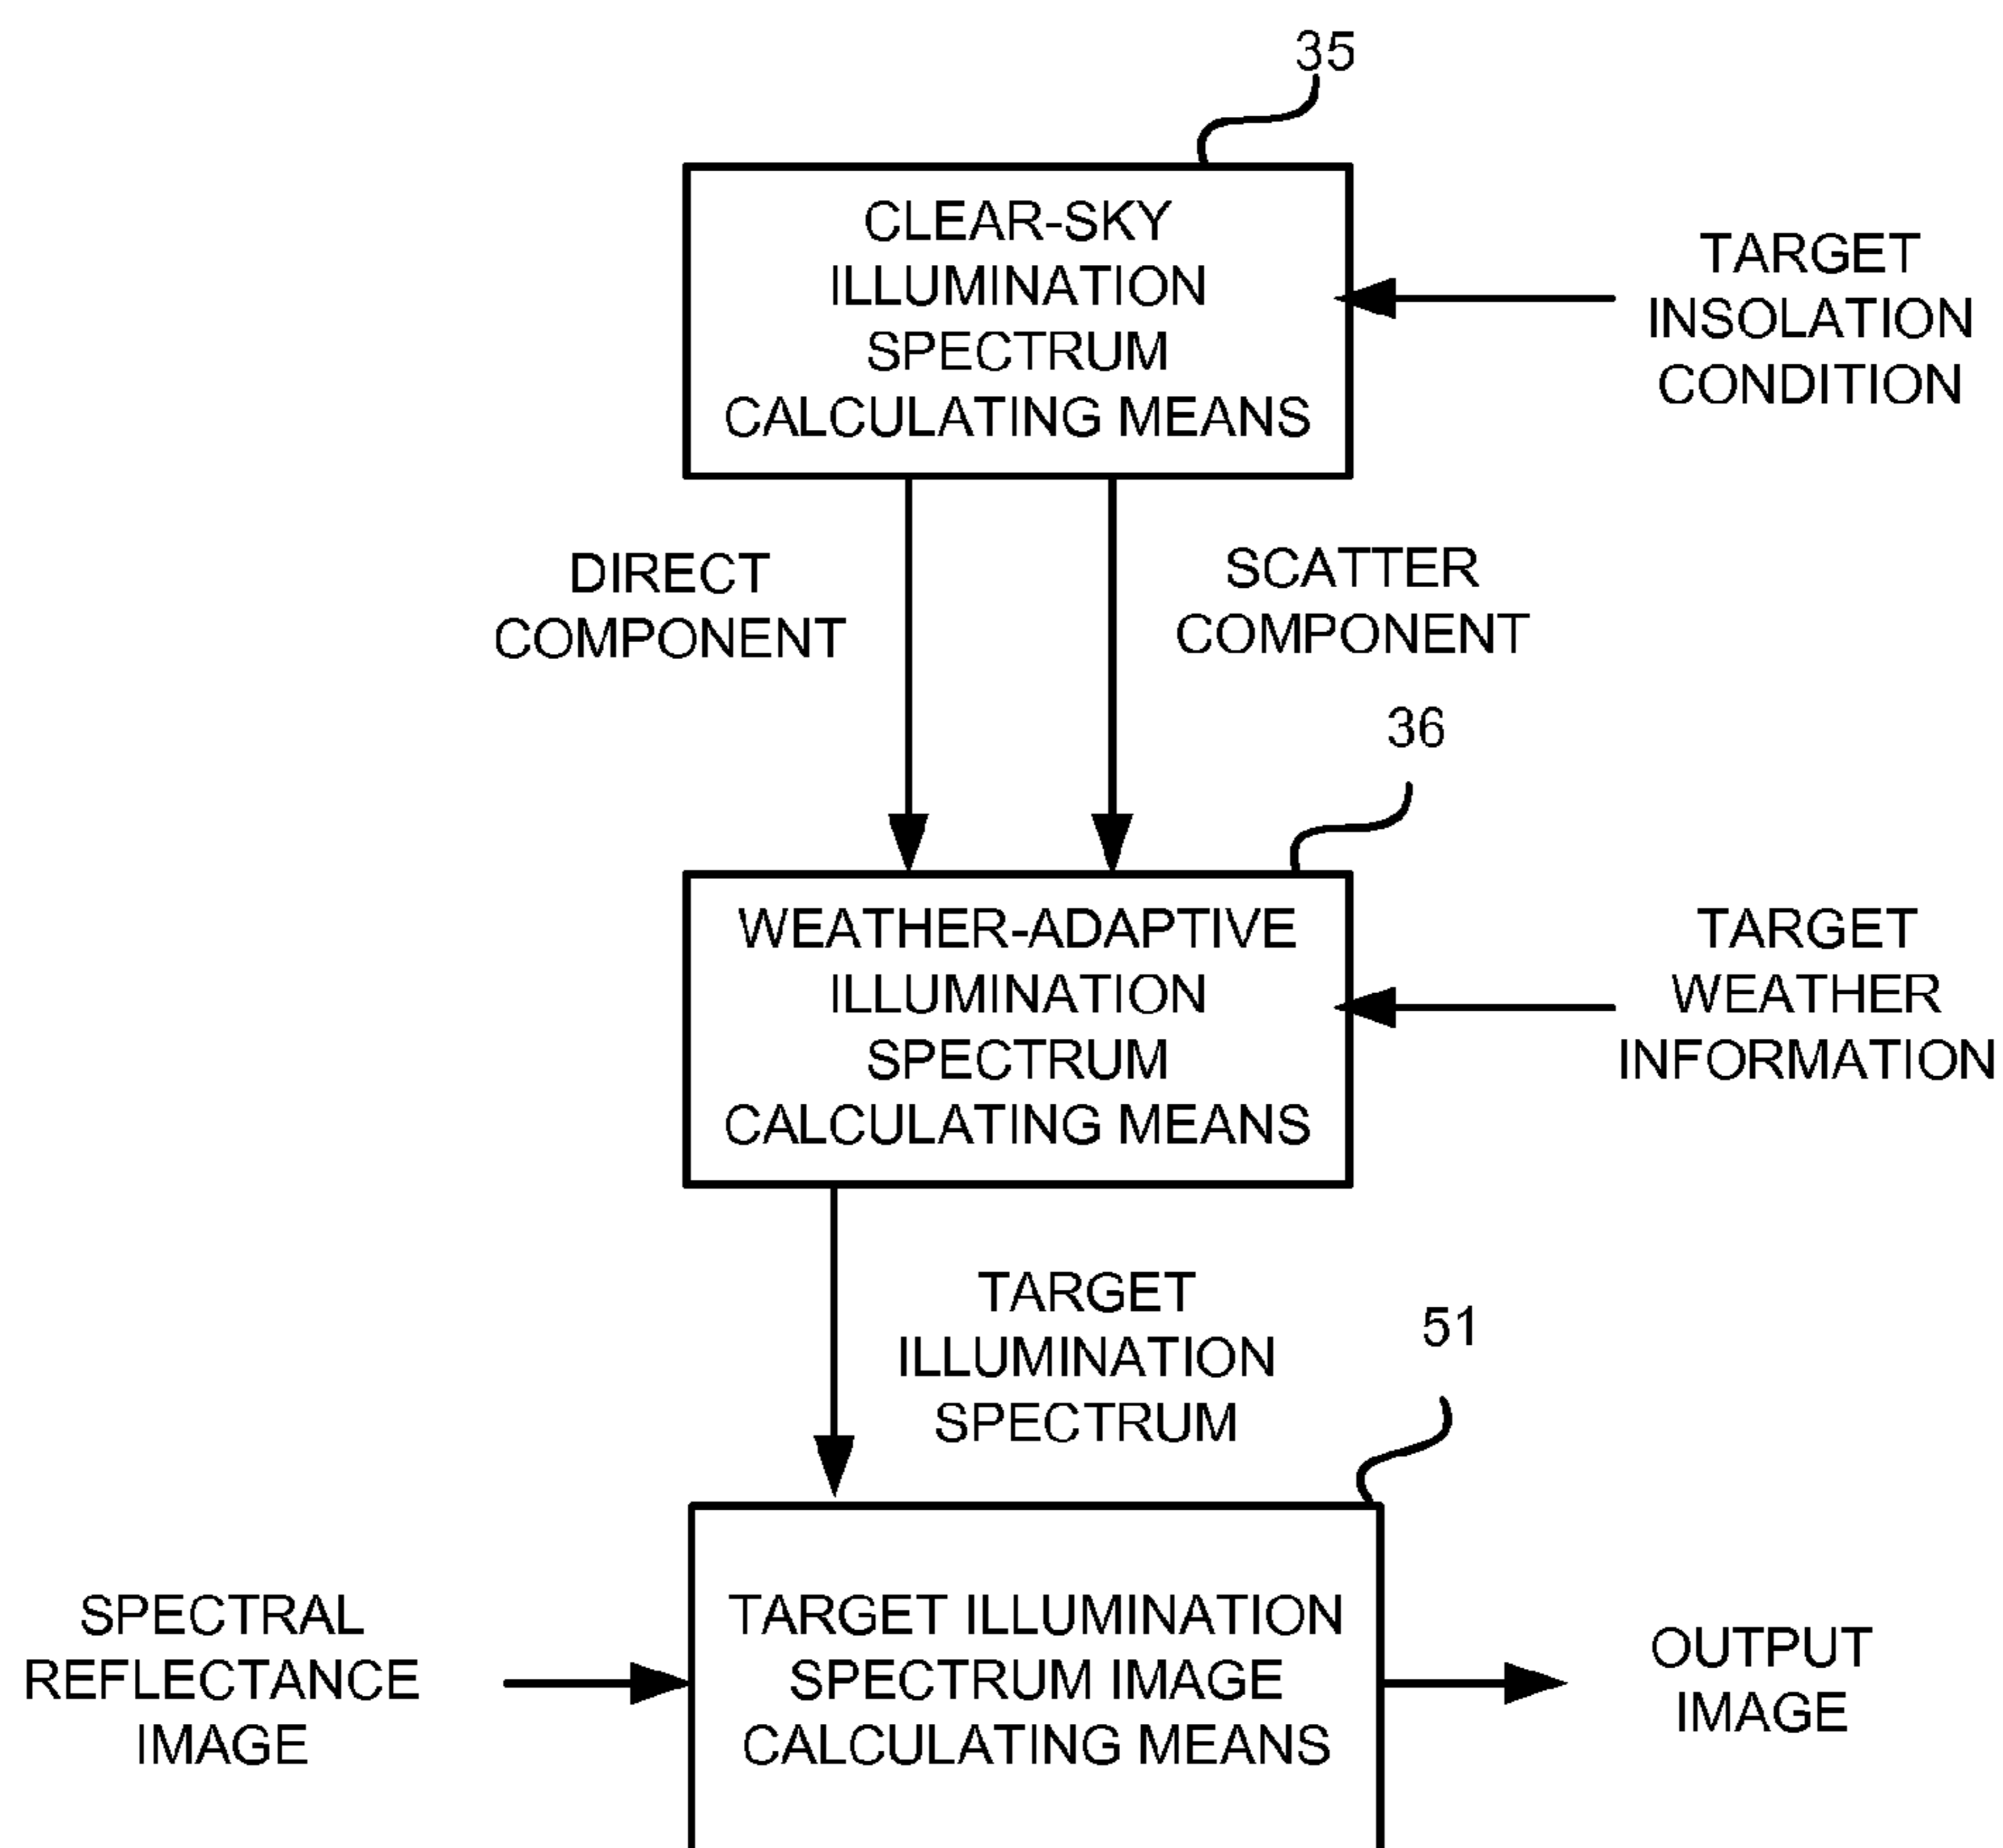 35
CLEAR-SKY
ILLUMINATION
SPECTRUM
CALCULATING MEANS
TARGET
INSOLATION
CONDITION
DIRECT
COMPONENT
SCATTER
COMPONENT
36
WEATHER-ADAPTIVE
ILLUMINATION
SPECTRUM
CALCULATING MEANS
TARGET
WEATHER
INFORMATION
TARGET
ILLUMINATION
SPECTRUM
51
SPECTRAL
REFLECTANCE
IMAGE
TARGET ILLUMINATION
SPECTRUM IMAGE
CALCULATING MEANS
OUTPUT
IMAGE